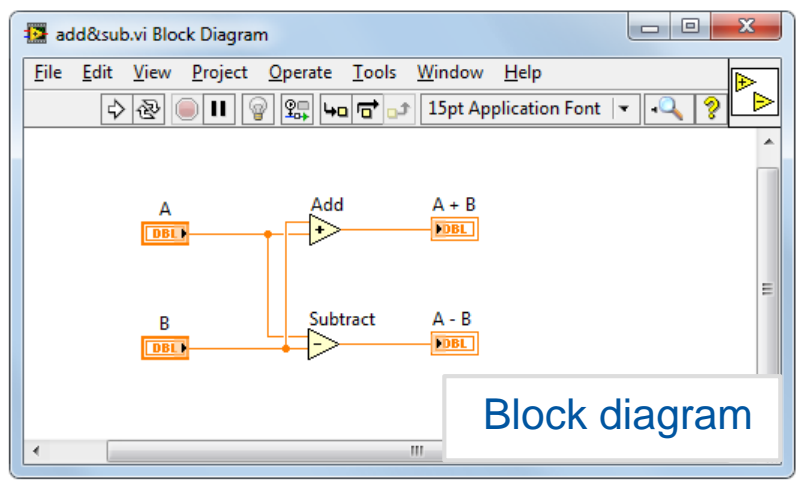 add&sub.vi Block Diagram
File Edit View Project Operate Tools Window Help
15pt Application Font
A
Add
A + B
DBL
+
DBL
B
Subtract
A - B
DBL
-
DBL
Block diagram